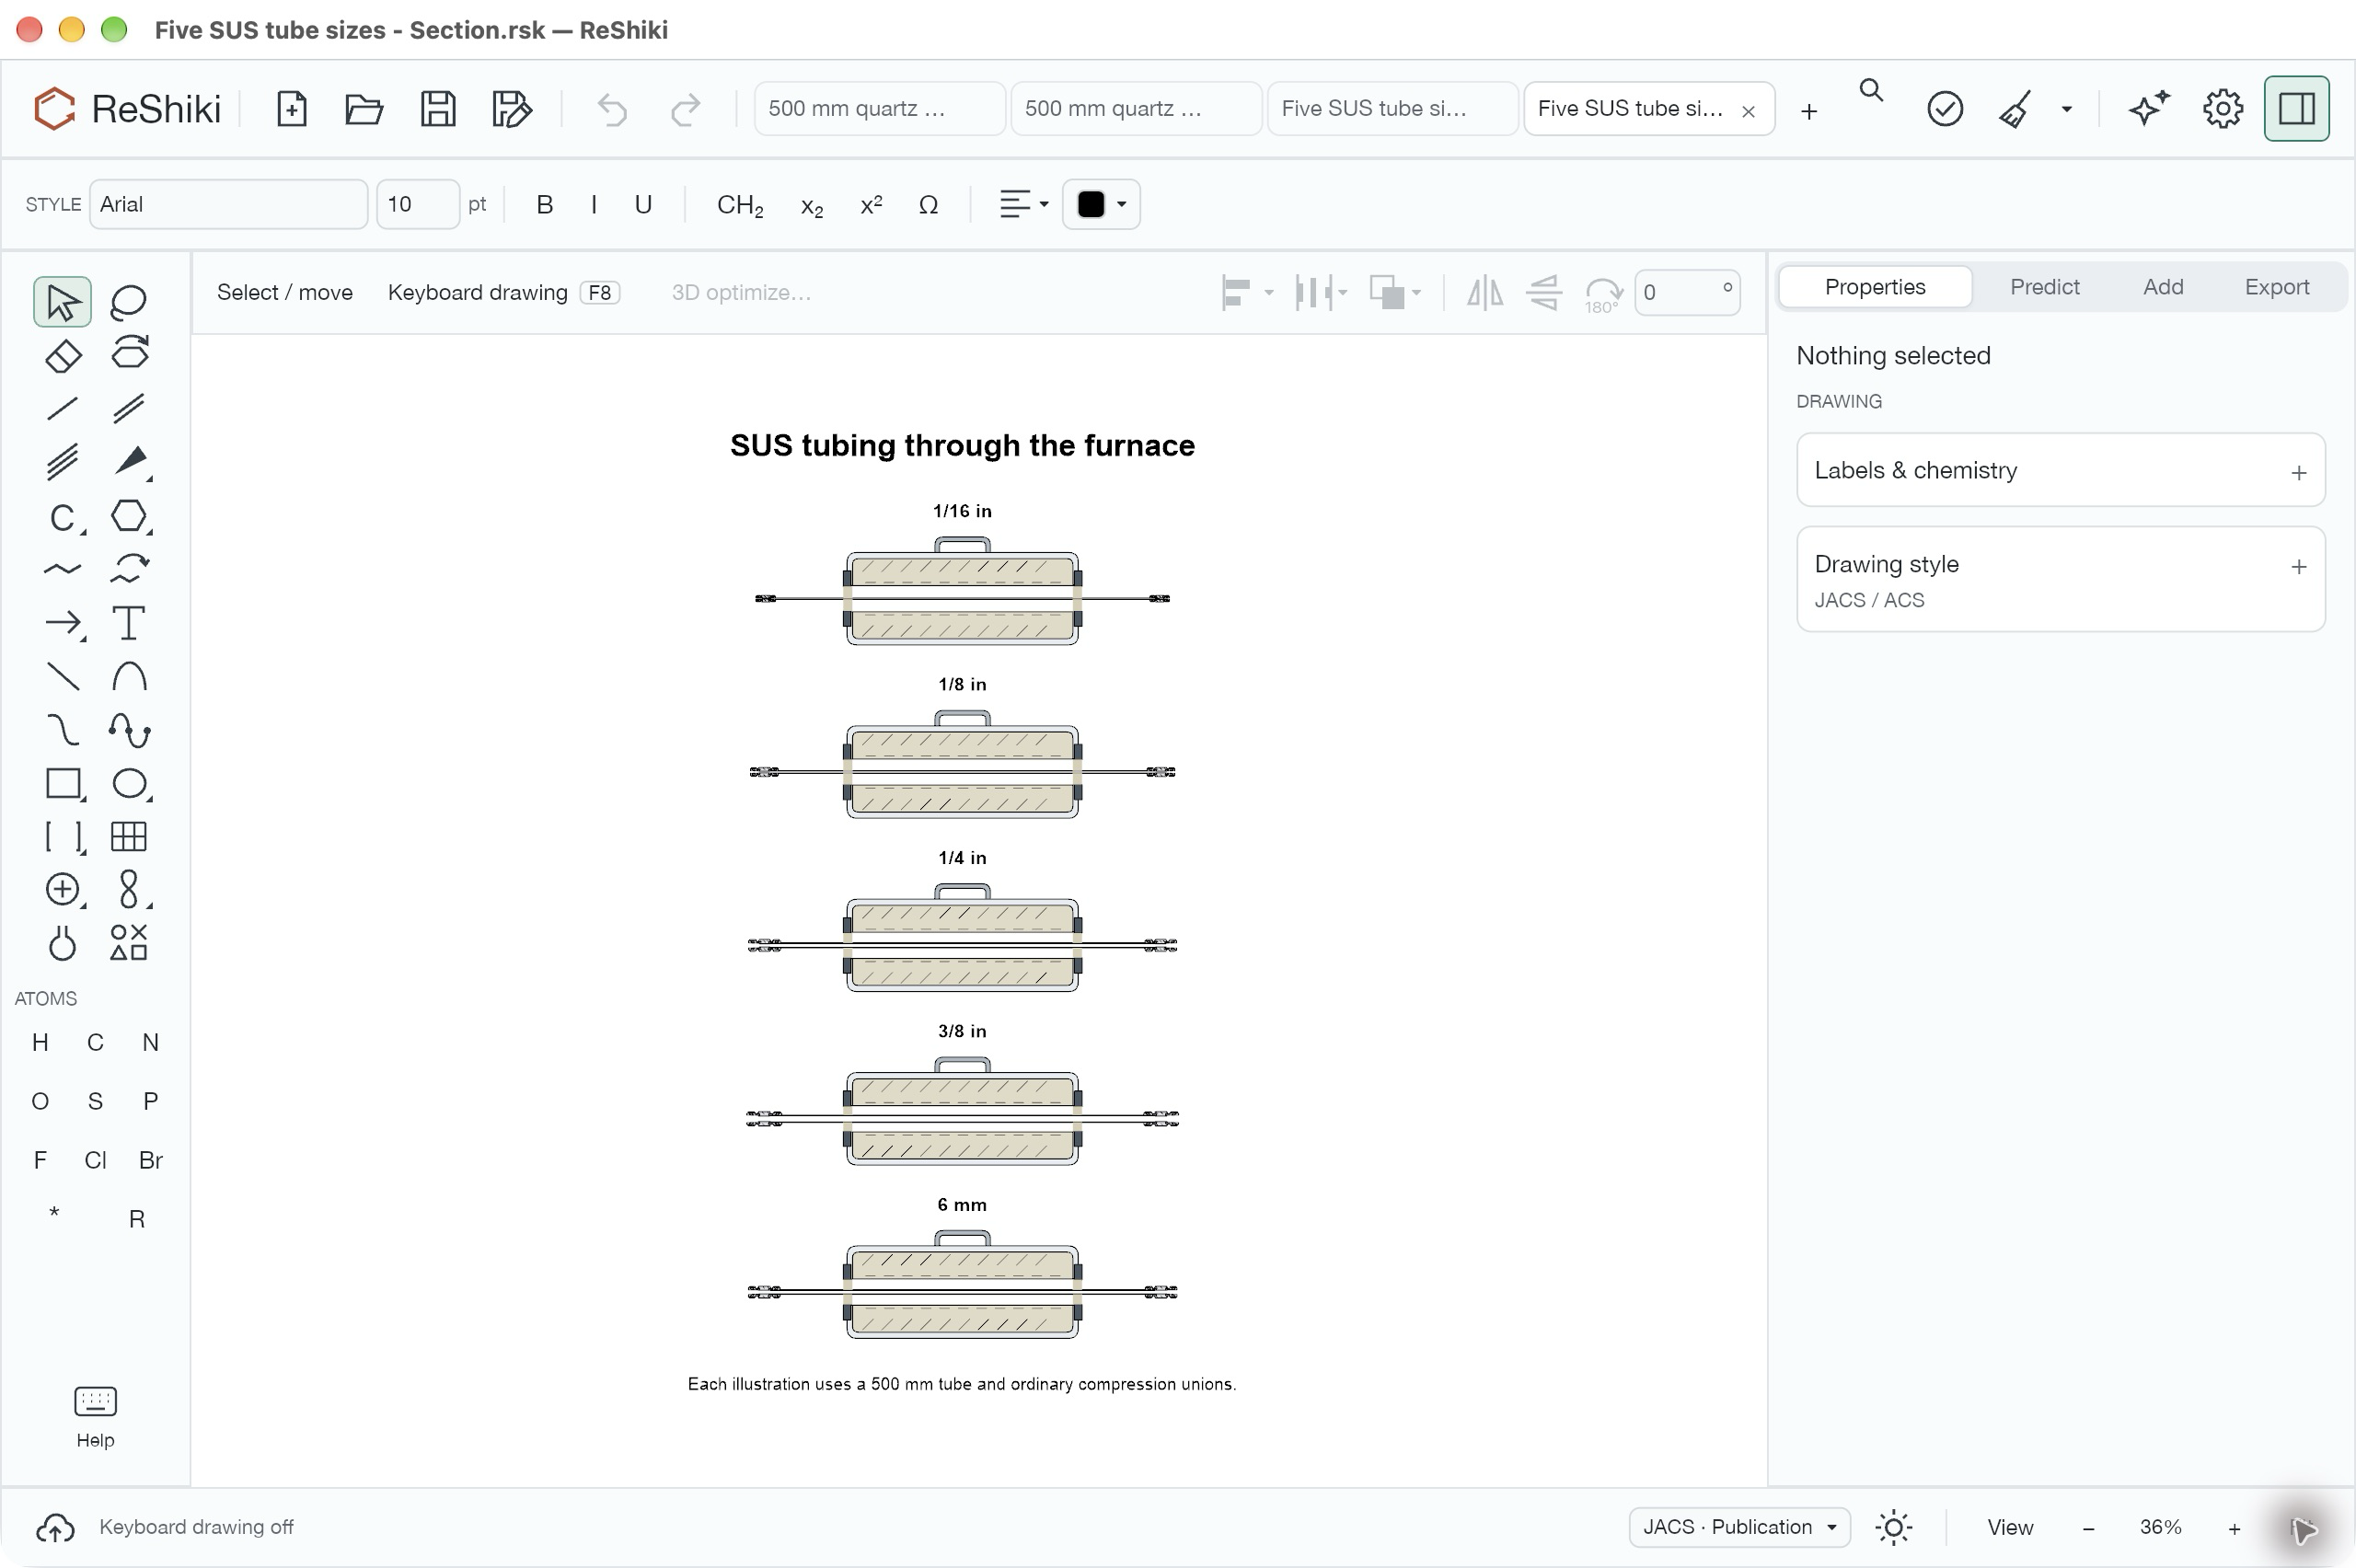 Five SUS tube sizes - Section.rsk — ReShiki
ReShiki
500 mm quartz ...
500 mm quartz ...
Five SUS tube si...
Five SUS tube si...
STYLE Arial 10 pt B I U CH₂ x₂ x² Ω
Select / move Keyboard drawing F8 3D optimize... 180° 0 °
Properties Predict Add Export
Nothing selected
DRAWING
Labels & chemistry +
Drawing style +
JACS / ACS
C
T
ATOMS
H C N
O S P
F Cl Br
* R
Help
SUS tubing through the furnace
1/16 in
1/8 in
1/4 in
3/8 in
6 mm
Each illustration uses a 500 mm tube and ordinary compression unions.
Keyboard drawing off
JACS · Publication View − 36% +